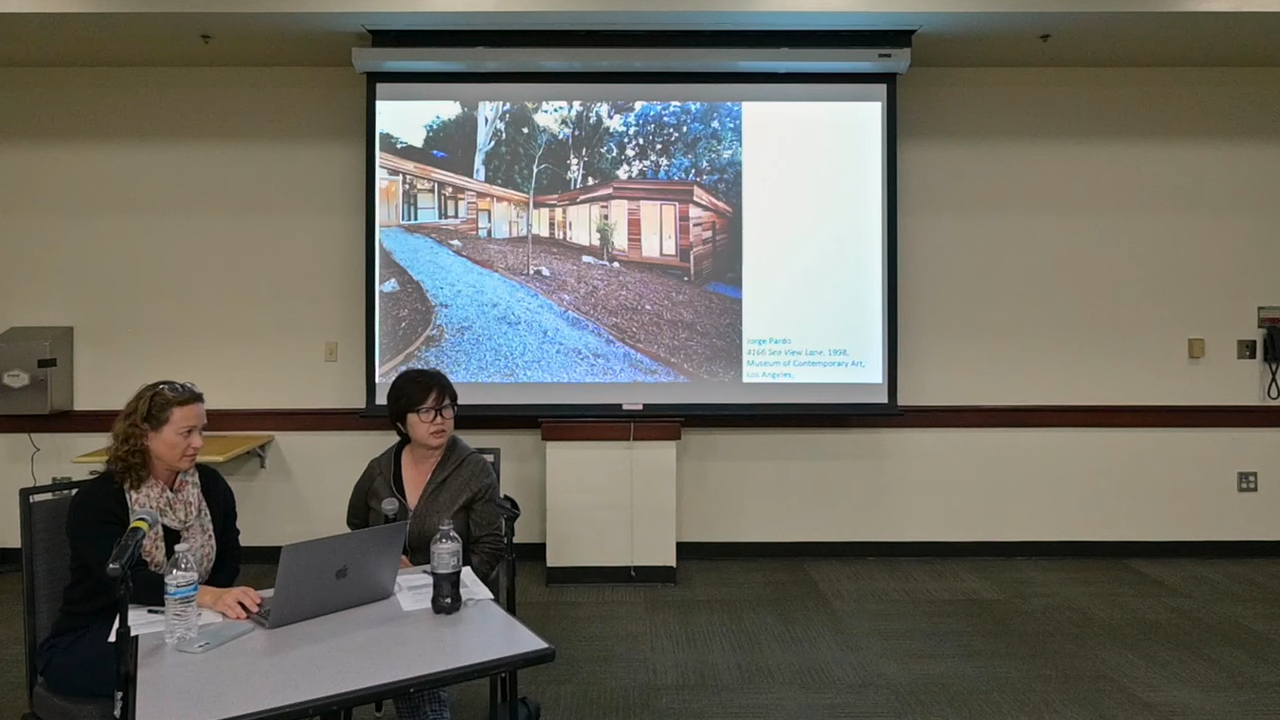 Jorge Pardo
4166 Sea View Lane, 1998,
Museum of Contemporary Art,
Los Angeles,